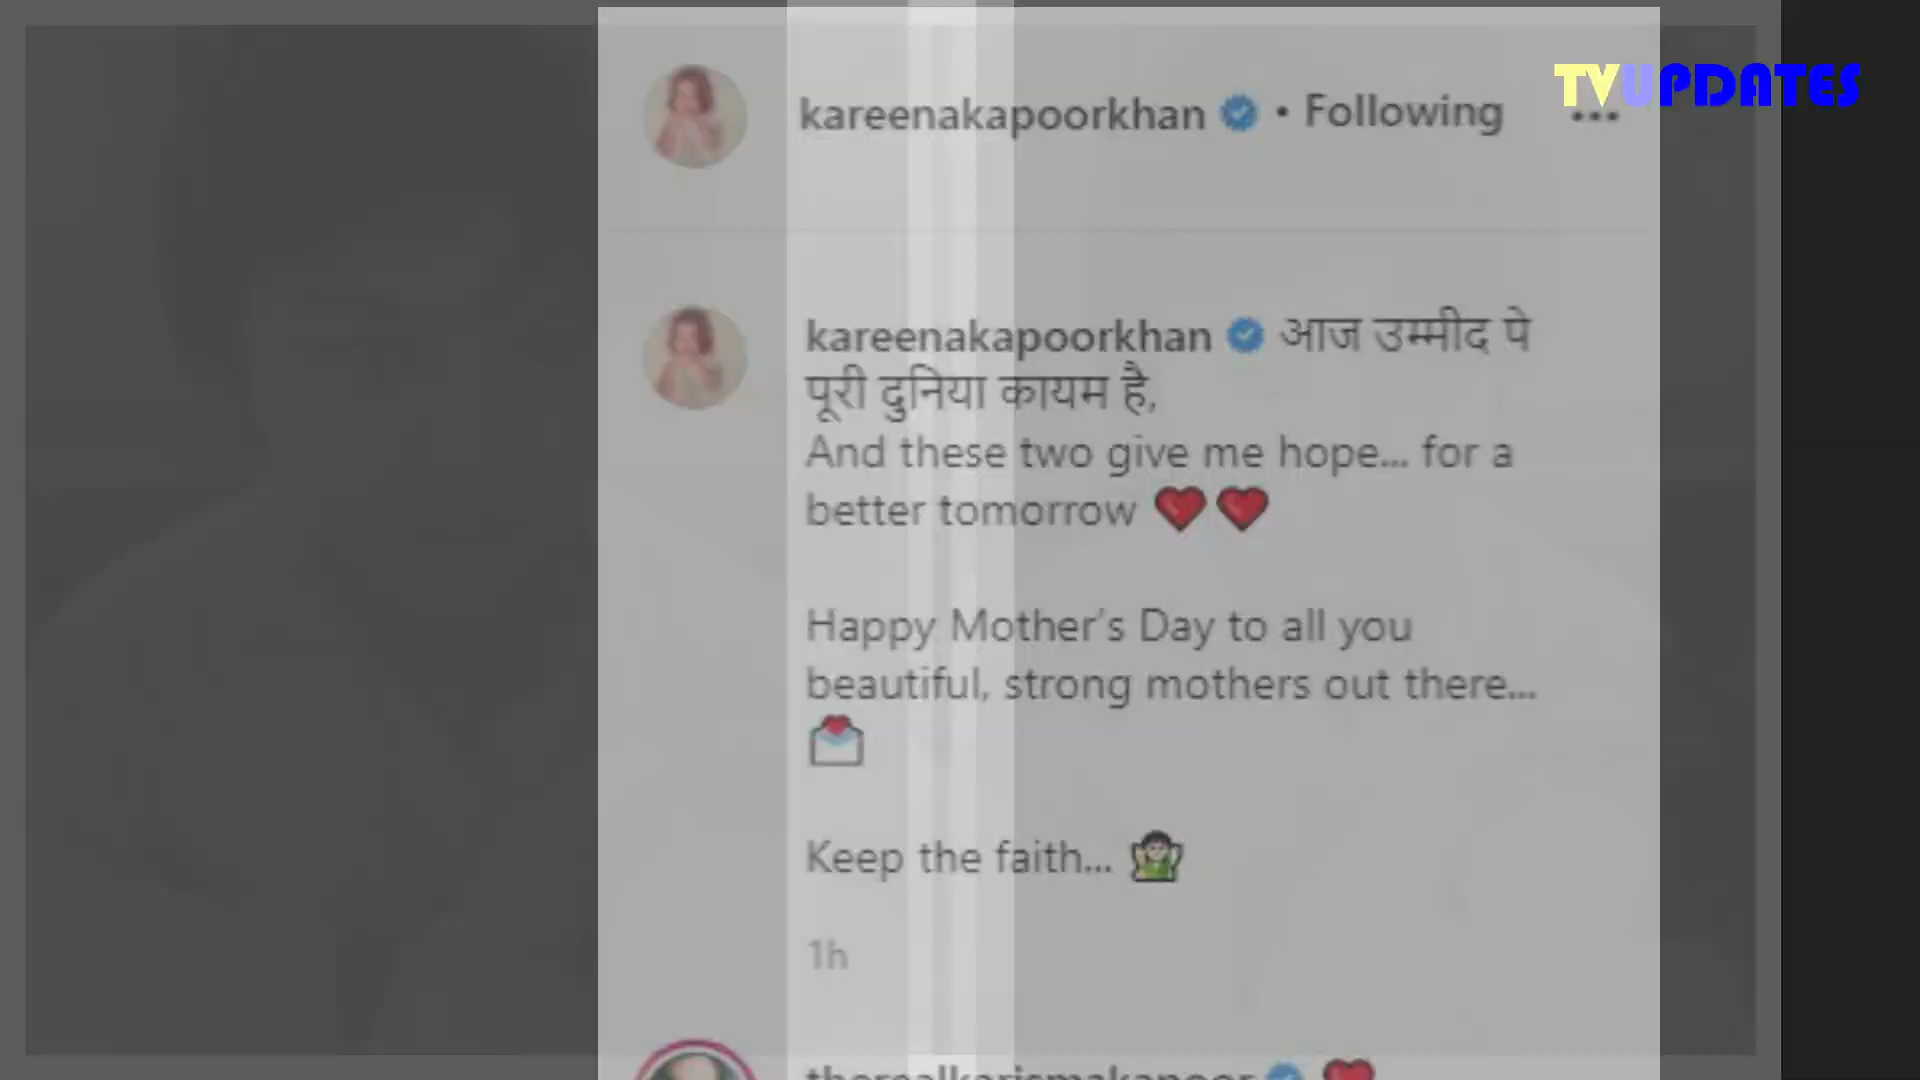 TVUPDATES
kareenakapoorkhan • Following
...
kareenakapoorkhan आज उम्मीद पे
पूरी दुनिया कायम है,
And these two give me hope... for a
better tomorrow ❤️❤️
Happy Mother's Day to all you
beautiful, strong mothers out there...
💌
Keep the faith... 🙆
1h
therealkarismakapoor ❤️